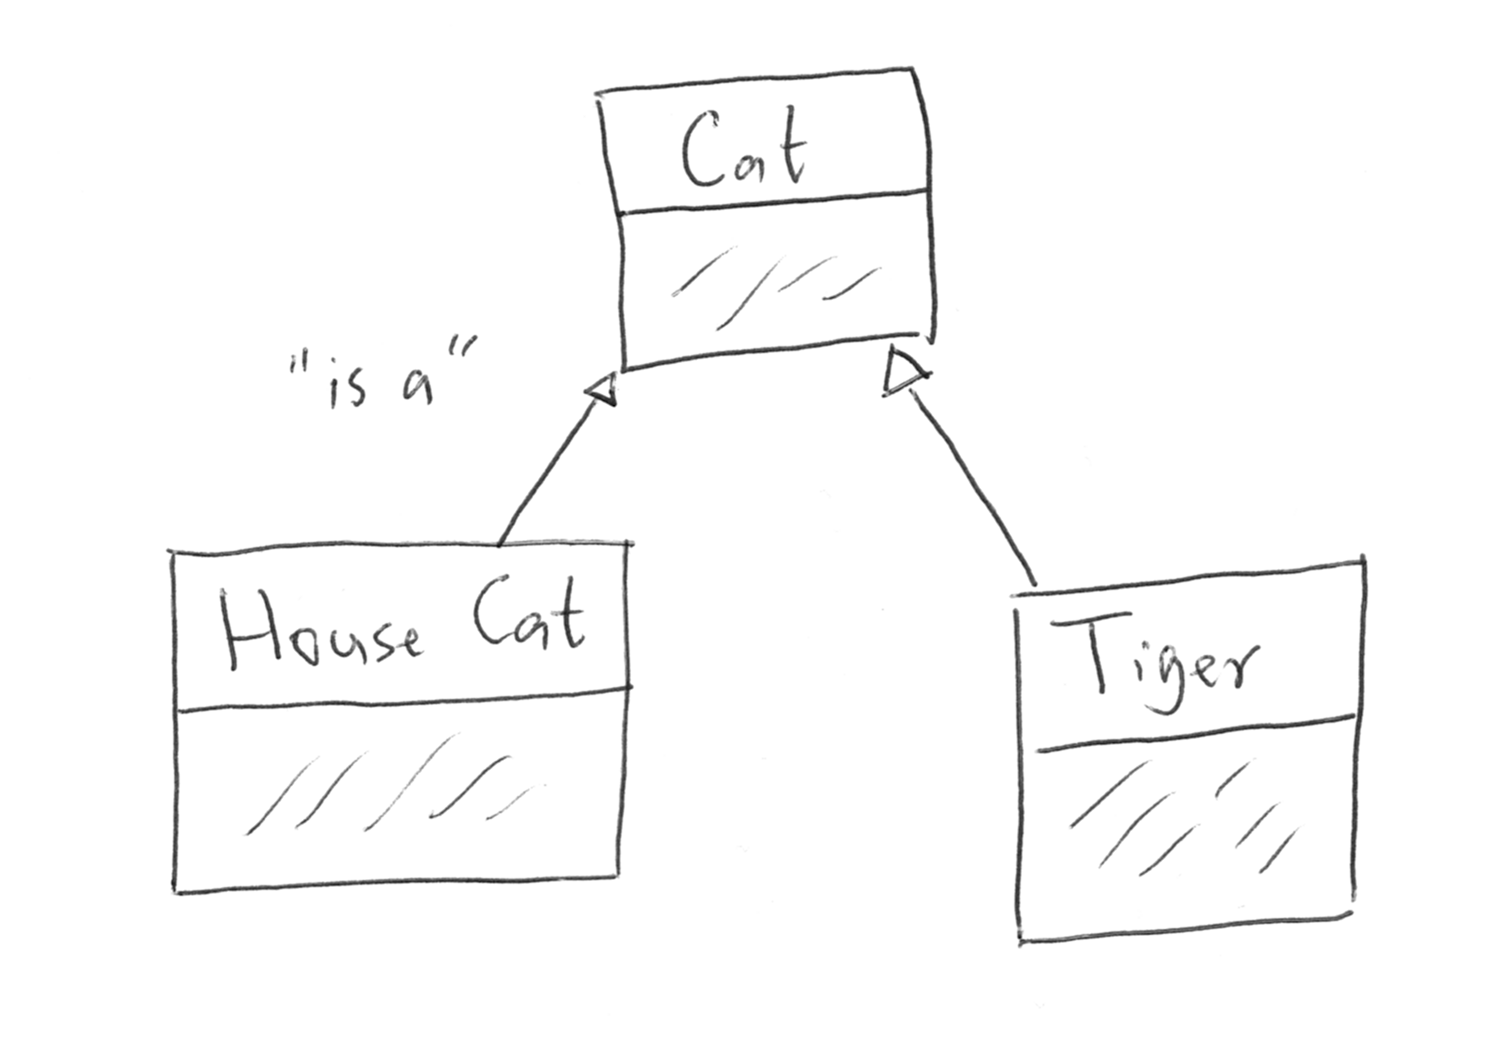 Cat
"is a"
House Cat
Tiger